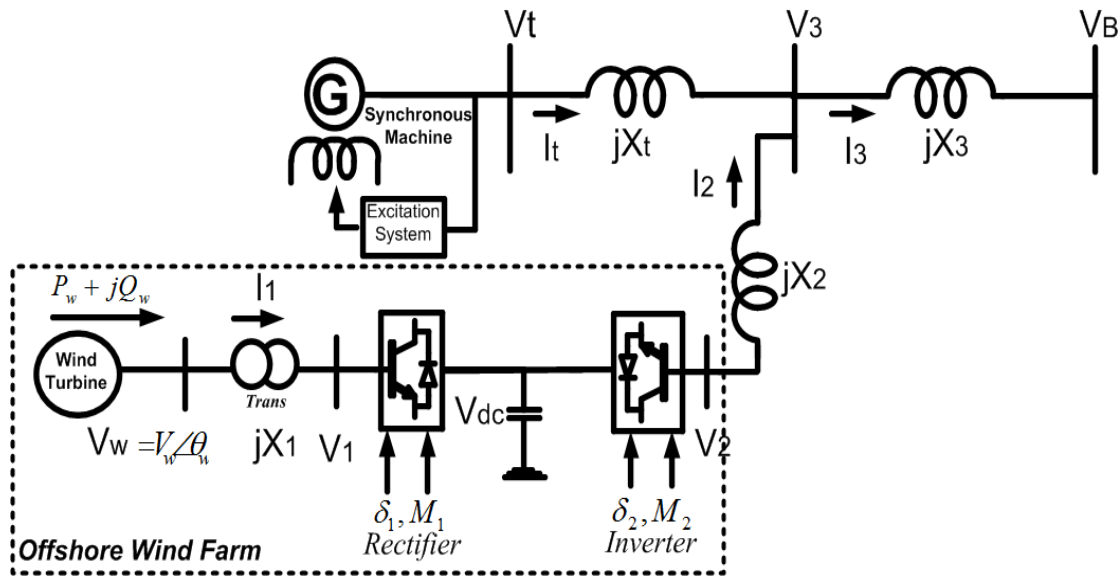 Vt
V3
VB
G
Synchronous
Machine
It
jXt
I3
jX3
I2
Excitation
System
jX2
Pw + jQw
I1
Wind
Turbine
Trans
Vdc
Vw =Vw∠θw
jX1
V1
V2
δ1, M1
δ2, M2
Rectifier
Inverter
Offshore Wind Farm